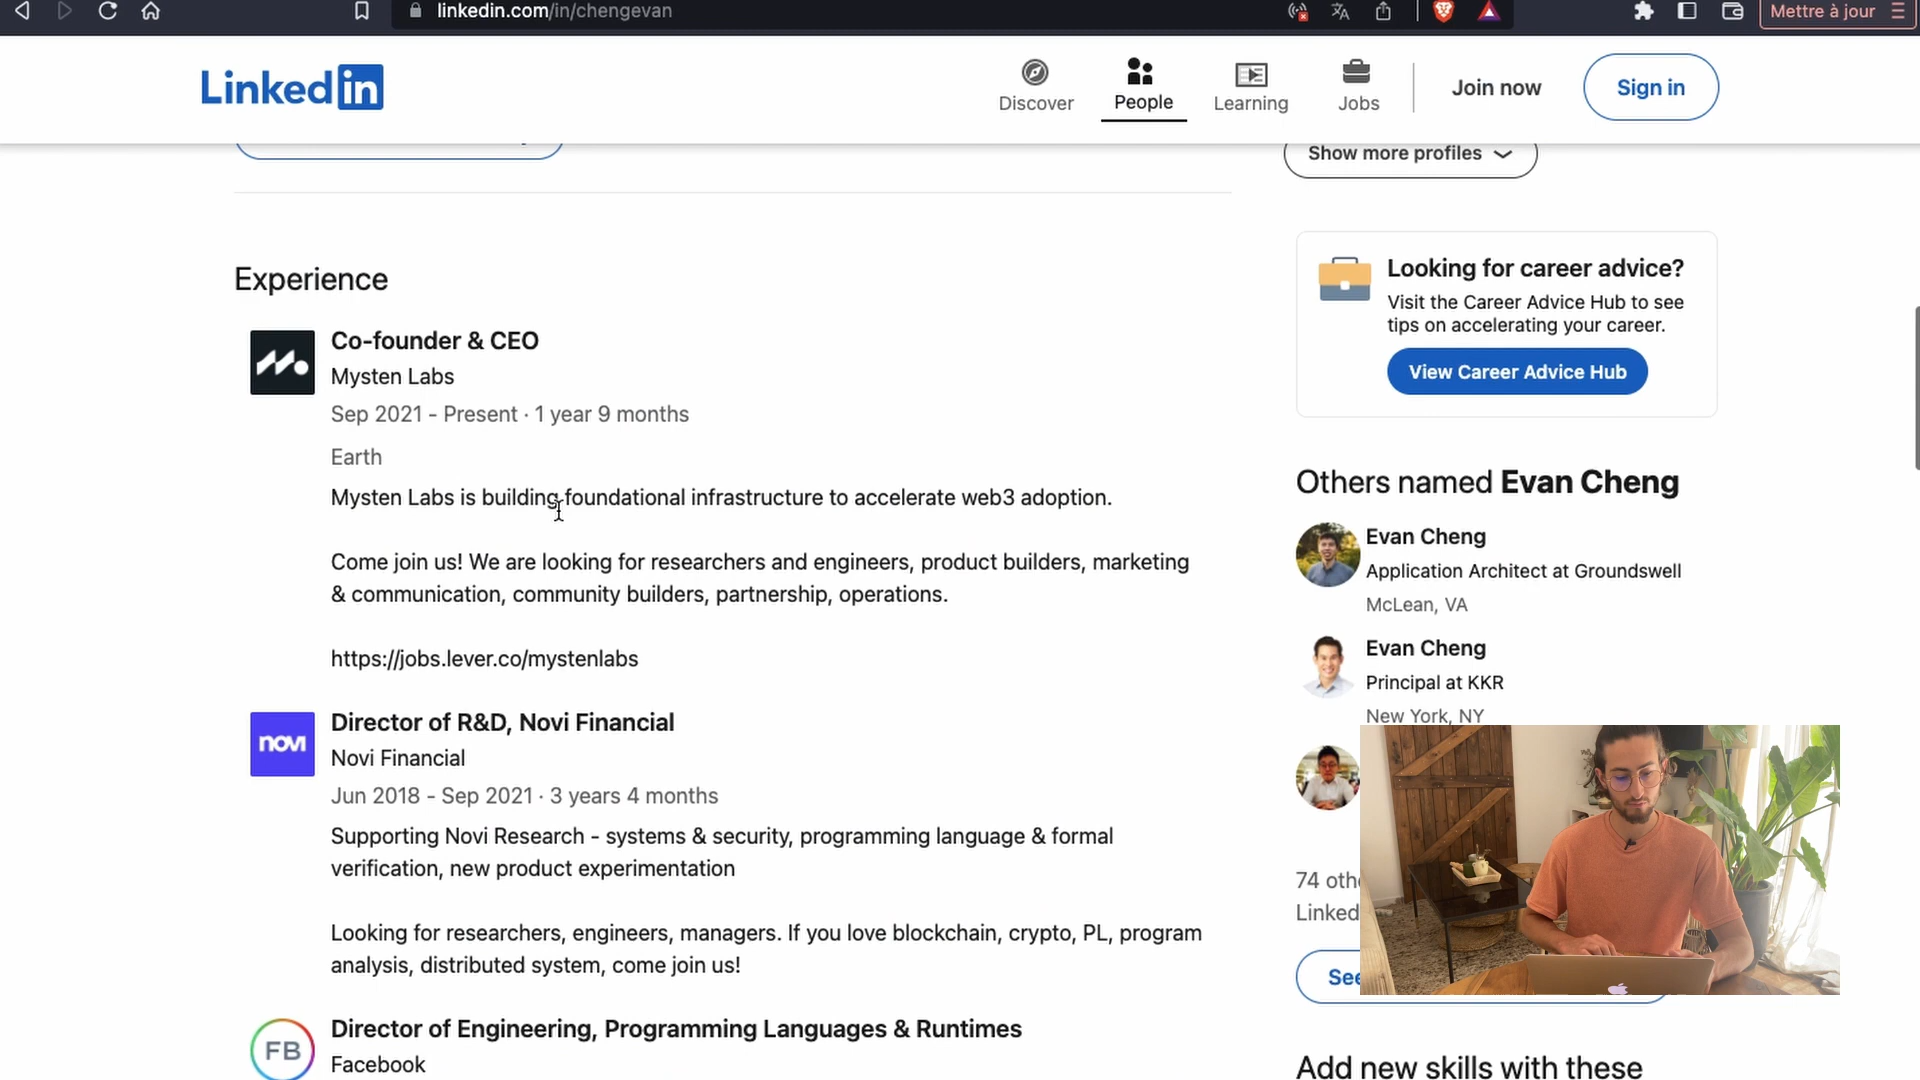 linkedin.com/in/chengevan
Mettre à jour
Linked in
Discover
People
Learning
Jobs
Join now
Sign in
Show more profiles
Experience
Co-founder & CEO
Mysten Labs
Sep 2021 - Present · 1 year 9 months
Earth
Mysten Labs is building foundational infrastructure to accelerate web3 adoption.
Come join us! We are looking for researchers and engineers, product builders, marketing
& communication, community builders, partnership, operations.
https://jobs.lever.co/mystenlabs
novi
Director of R&D, Novi Financial
Novi Financial
Jun 2018 - Sep 2021 · 3 years 4 months
Supporting Novi Research - systems & security, programming language & formal
verification, new product experimentation
Looking for researchers, engineers, managers. If you love blockchain, crypto, PL, program
analysis, distributed system, come join us!
FB
Director of Engineering, Programming Languages & Runtimes
Facebook
Looking for career advice?
Visit the Career Advice Hub to see
tips on accelerating your career.
View Career Advice Hub
Others named Evan Cheng
Evan Cheng
Application Architect at Groundswell
McLean, VA
Evan Cheng
Principal at KKR
New York, NY
74
Linked
See
Add new skills with these